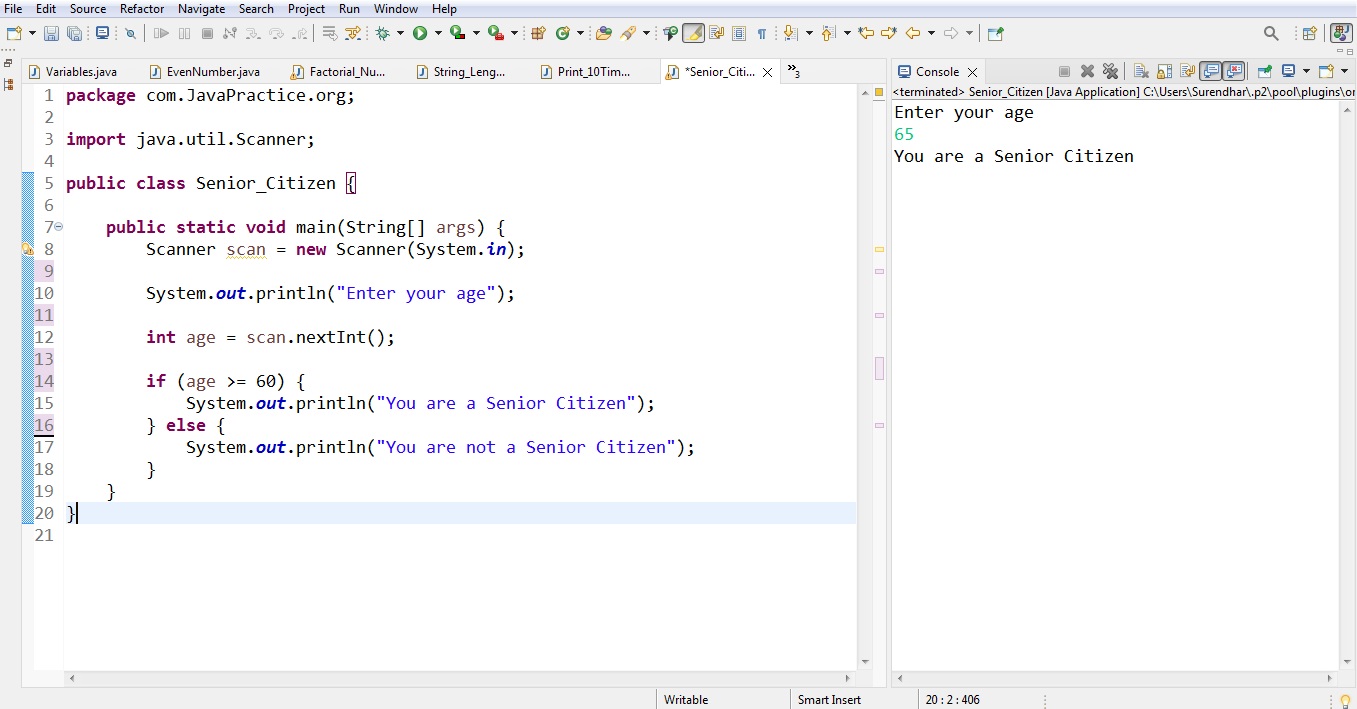 File Edit Source Refactor Navigate Search Project Run Window Help
Variables.java EvenNumber.java Factorial_Nu... String_Leng... Print_10Tim... *Senior_Citi... »3
1 package com.JavaPractice.org;
2
3 import java.util.Scanner;
4
5 public class Senior_Citizen {
6
7 public static void main(String[] args) {
8 Scanner scan = new Scanner(System.in);
9
10 System.out.println("Enter your age");
11
12 int age = scan.nextInt();
13
14 if (age >= 60) {
15 System.out.println("You are a Senior Citizen");
16 } else {
17 System.out.println("You are not a Senior Citizen");
18 }
19 }
20 }
21
Console
<terminated> Senior_Citizen [Java Application] C:\Users\Surendhar\.p2\pool\plugins\or
Enter your age
65
You are a Senior Citizen
Writable Smart Insert 20 : 2 : 406